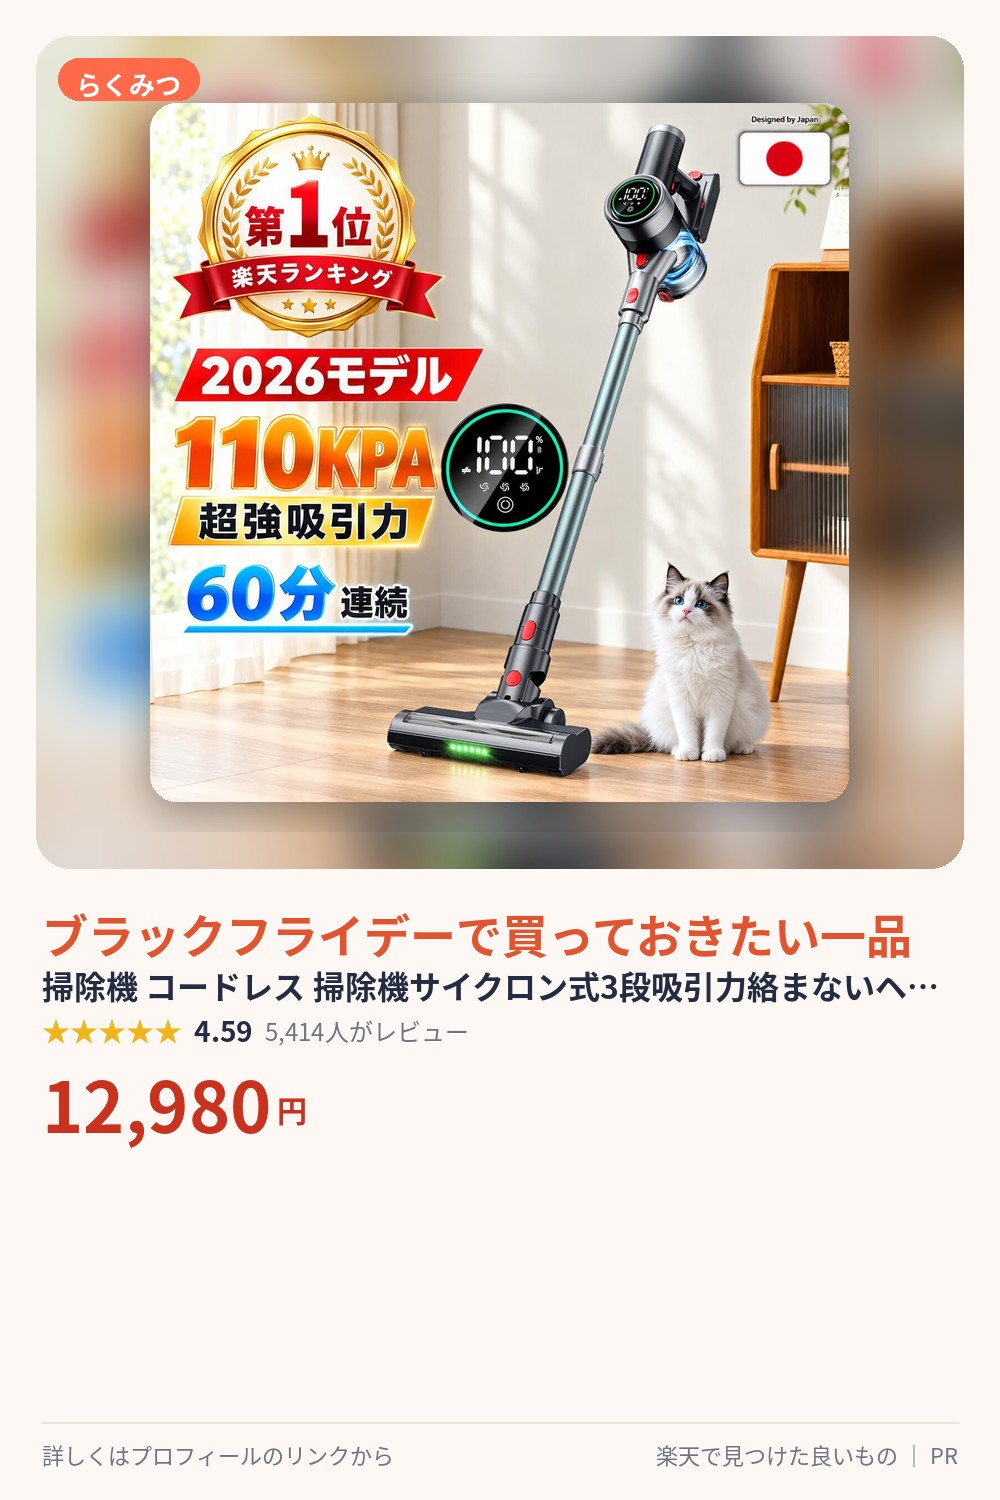 らくみつ
Designed by Japan
第1位
楽天ランキング
2026モデル
110KPA
超強吸引力
60分連続
100%
ブラックフライデーで買っておきたい一品
掃除機 コードレス 掃除機サイクロン式3段吸引力絡まないヘ…
★★★★★ 4.59 5,414人がレビュー
12,980円
詳しくはプロフィールのリンクから
楽天で見つけた良いもの | PR